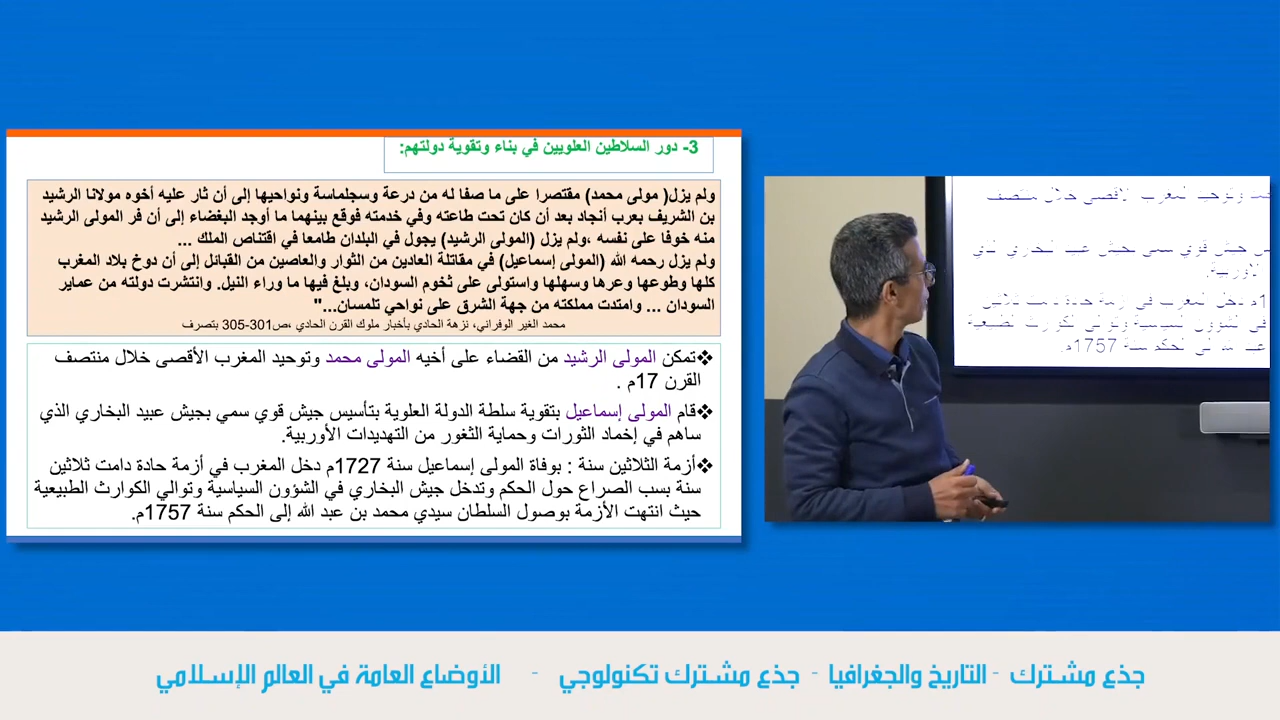 3- دور السلاطين العلويين في بناء وتقوية دولتهم:
ولم يزل( مولى محمد) مقتصرا على ما صفا له من درعة وسجلماسة ونواحيها إلى أن ثار عليه أخوه مولانا الرشيد
بن الشريف بعرب أنجاد بعد أن كان تحت طاعته وفي خدمته فوقع بينهما ما أوجد البغضاء إلى أن فر المولى الرشيد
منه خوفا على نفسه ،ولم يزل (المولى الرشيد) يجول في البلدان طامعا في اقتناص الملك ...
ولم يزل رحمه الله (المولى إسماعيل) في مقاتلة العادين من الثوار والعاصين من القبائل إلى أن دوخ بلاد المغرب
كلها وطوعها وعرها وسهلها واستولى على ثخوم السودان، وبلغ فيها ما وراء النيل. وانتشرت دولته من عماير
السودان ... وامتدت مملكته من جهة الشرق على نواحي تلمسان..."
محمد الغير الوفراني، نزهة الحادي بأخبار ملوك القرن الحادي ،ص301-305 بتصرف
❖تمكن المولى الرشيد من القضاء على أخيه المولى محمد وتوحيد المغرب الأقصى خلال منتصف
القرن 17م .
❖قام المولى إسماعيل بتقوية سلطة الدولة العلوية بتأسيس جيش قوي سمي بجيش عبيد البخاري الذي
ساهم في إخماد الثورات وحماية الثغور من التهديدات الأوربية.
❖أزمة الثلاثين سنة : بوفاة المولى إسماعيل سنة 1727م دخل المغرب في أزمة حادة دامت ثلاثين
سنة بسب الصراع حول الحكم وتدخل جيش البخاري في الشؤون السياسية وتوالي الكوارث الطبيعية
حيث انتهت الأزمة بوصول السلطان سيدي محمد بن عبد الله إلى الحكم سنة 1757م.
جذع مشترك - التاريخ والجغرافيا - جذع مشترك تكنولوجي - الأوضاع العامة في العالم الإسلامي